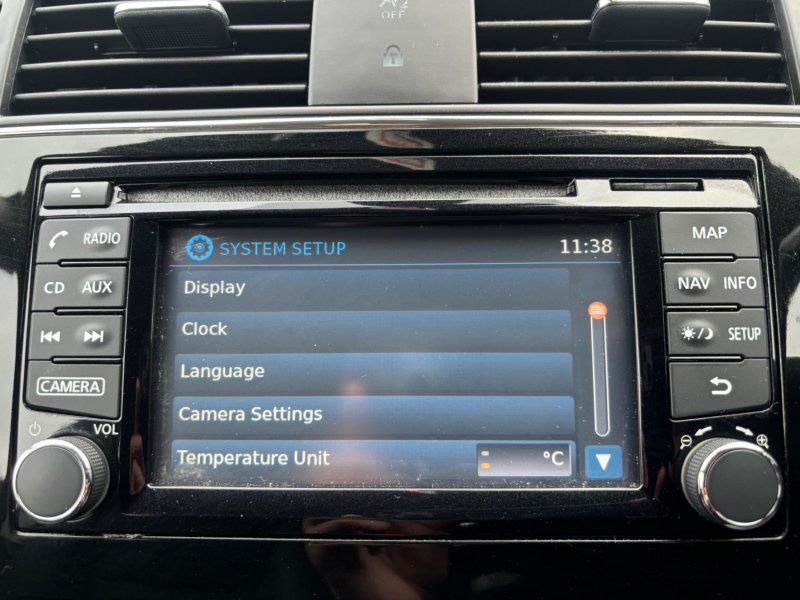 OFF
RADIO
CD AUX
CAMERA
VOL
SYSTEM SETUP 11:38
Display
Clock
Language
Camera Settings
Temperature Unit °C
MAP
NAV INFO
SETUP